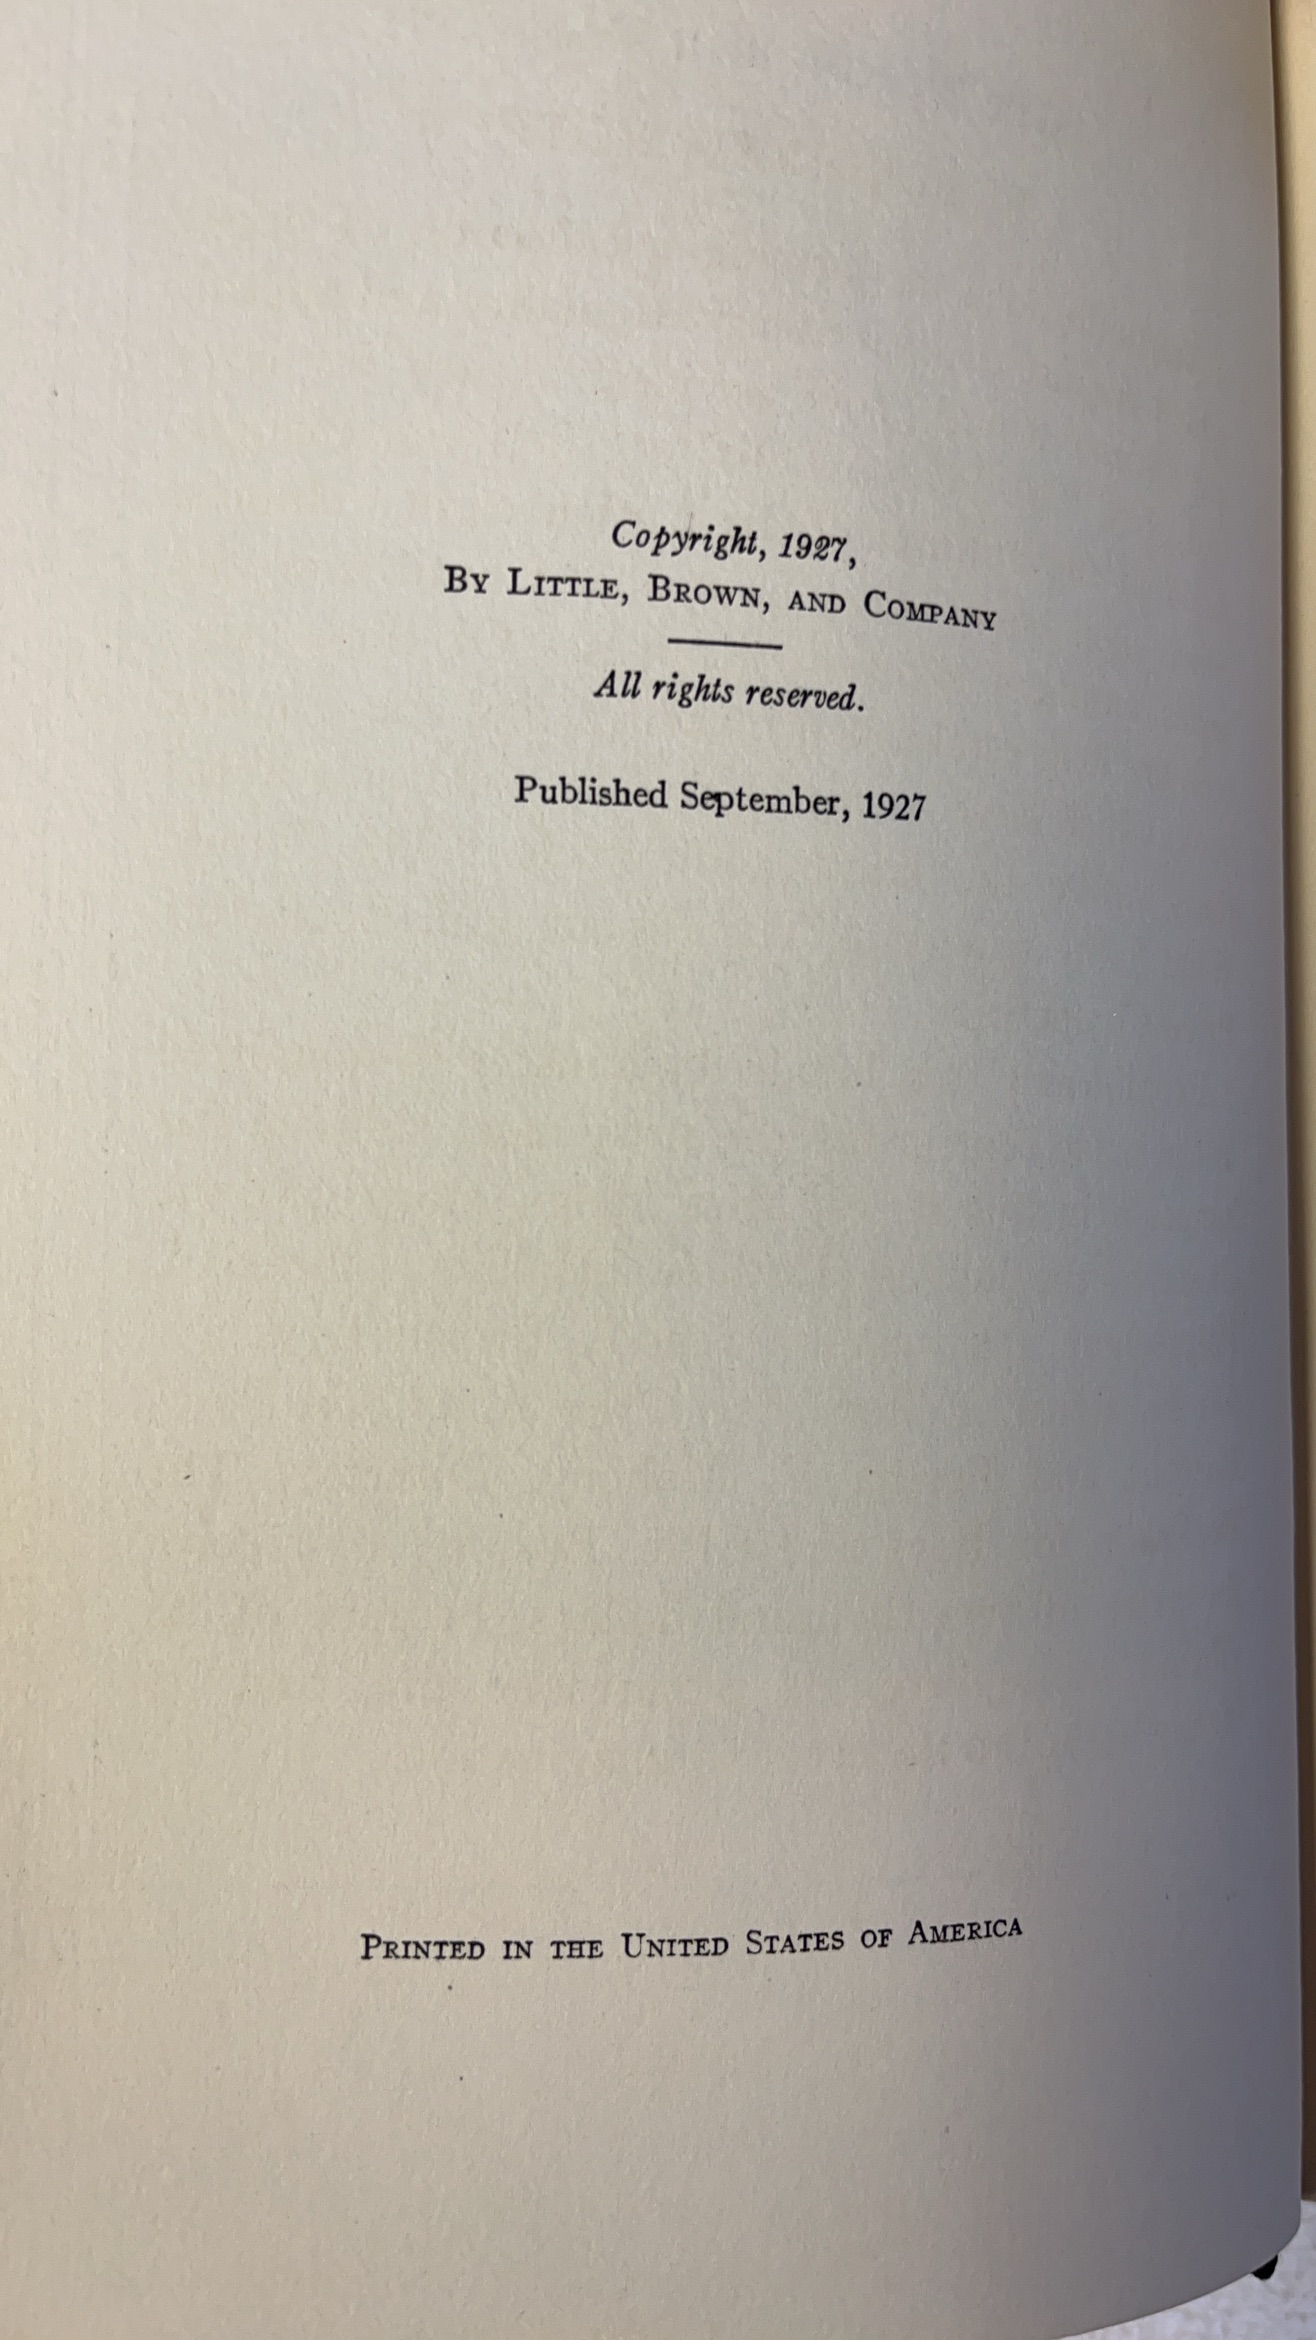 Copyright, 1927,
By Little, Brown, and Company
All rights reserved.
Published September, 1927
Printed in the United States of America